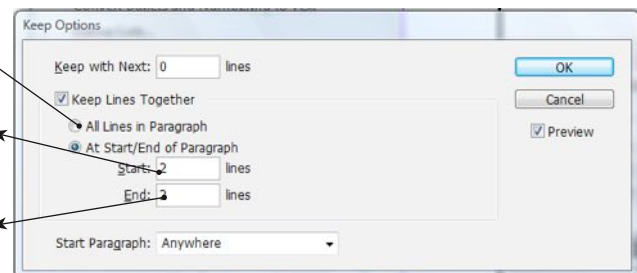 Keep Options
Keep with Next: 0 lines
OK
Keep Lines Together
Cancel
All Lines in Paragraph
Preview
At Start/End of Paragraph
Start: 2 lines
End: lines
Start Paragraph: Anywhere